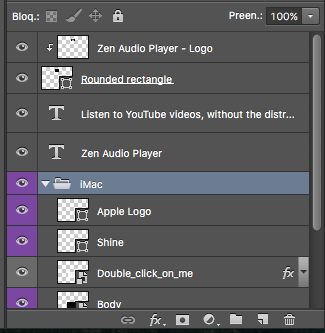 Bloq.: Preen.: 100%
Zen Audio Player - Logo
Rounded rectangle
T Listen to YouTube videos, without the distr...
T Zen Audio Player
iMac
Apple Logo
Shine
Double_click_on_me fx
Body
fx